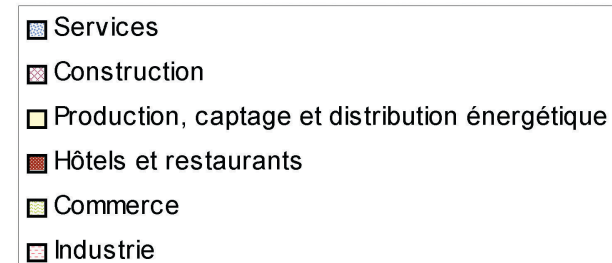 Services
Construction
Production, captage et distribution énergétique
Hôtels et restaurants
Commerce
Industrie